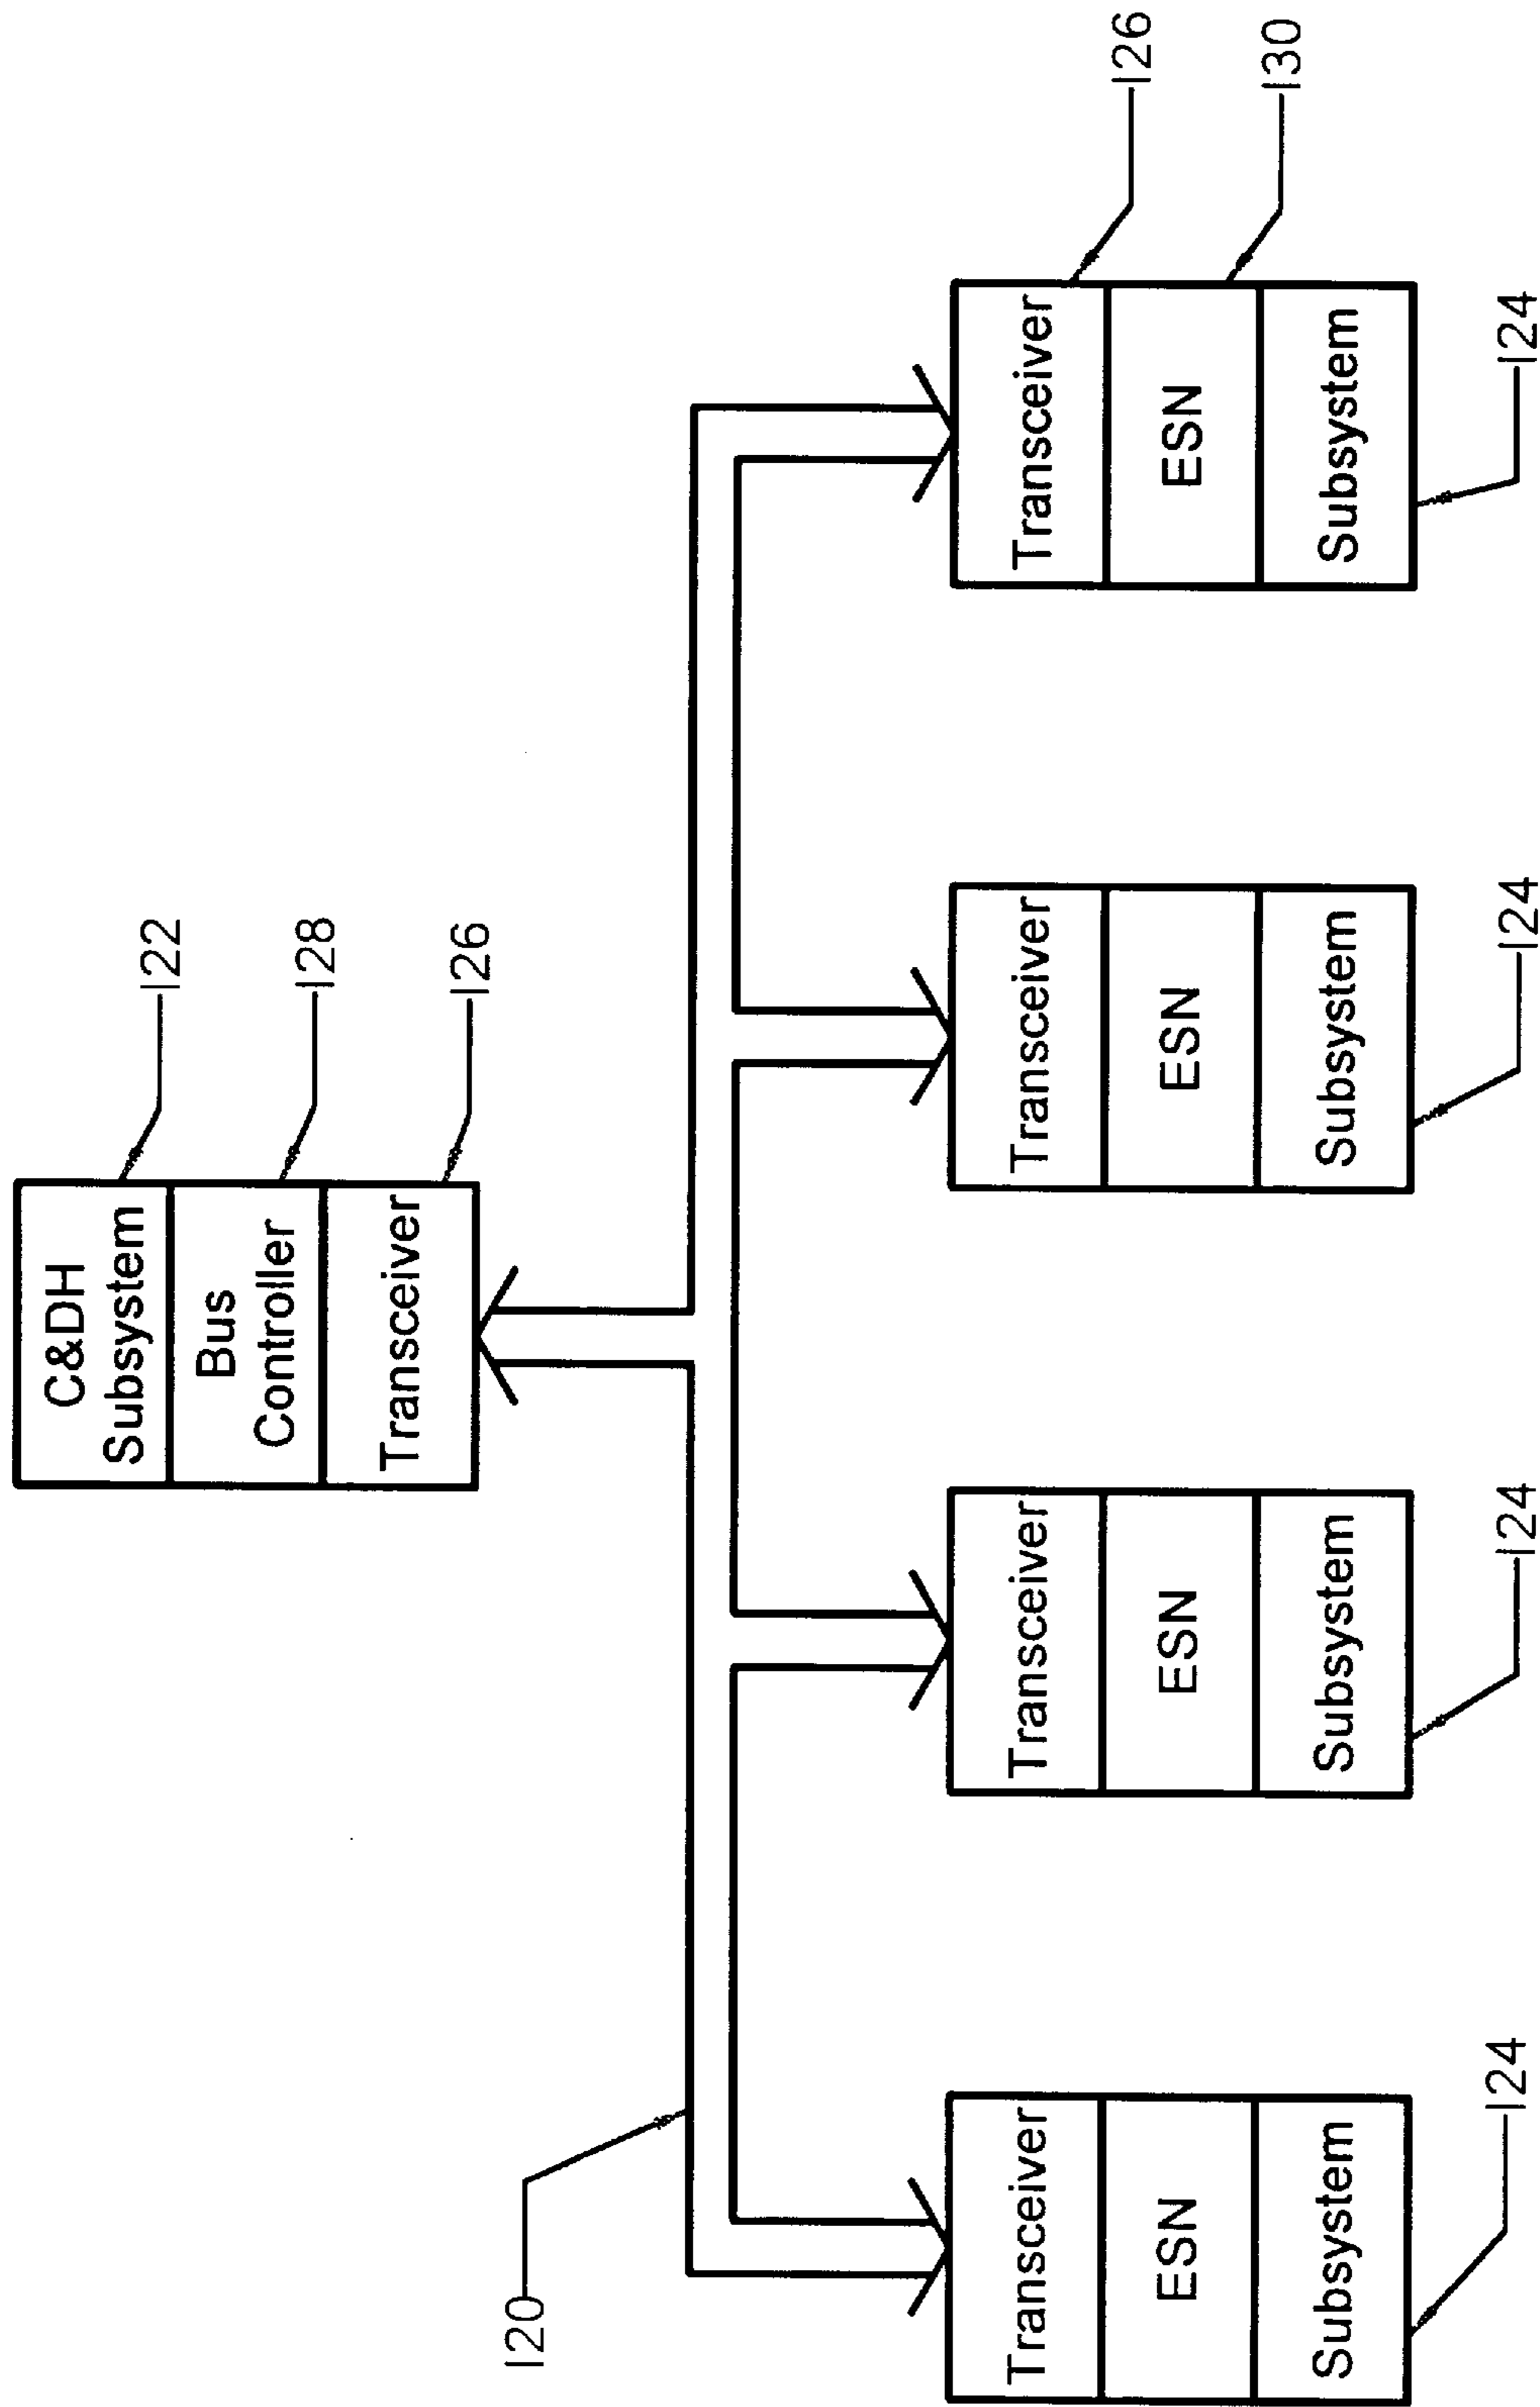 C&DH
Subsystem
122
Bus
Controller
128
Transceiver
126
120
Transceiver
Transceiver
Transceiver
Transceiver
126
ESN
ESN
ESN
ESN
130
Subsystem
Subsystem
Subsystem
Subsystem
124
124
124
124